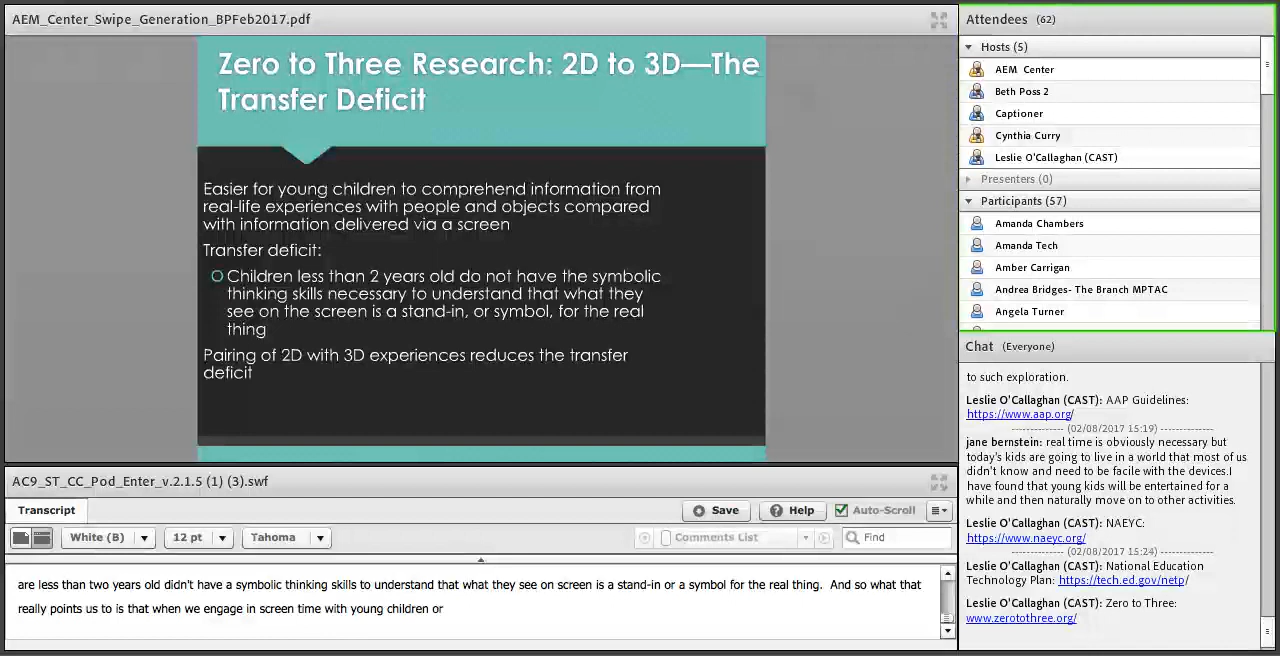 AEM_Center_Swipe_Generation_BPFeb2017.pdf
Zero to Three Research: 2D to 3D—The
Transfer Deficit
Easier for young children to comprehend information from
real-life experiences with people and objects compared
with information delivered via a screen
Transfer deficit:
Children less than 2 years old do not have the symbolic
thinking skills necessary to understand that what they
see on the screen is a stand-in, or symbol, for the real
thing
Pairing of 2D with 3D experiences reduces the transfer
deficit
AC9_ST_CC_Pod_Enter_v.2.1.5 (1) (3).swf
Transcript
Save
Help
Auto-Scroll
White (B)
12 pt
Tahoma
Comments List
Find
are less than two years old didn't have a symbolic thinking skills to understand that what they see on screen is a stand-in or a symbol for the real thing.  And so what that
really points us to is that when we engage in screen time with young children or
Attendees (62)
Hosts (5)
AEM Center
Beth Poss 2
Captioner
Cynthia Curry
Leslie O'Callaghan (CAST)
Presenters (0)
Participants (57)
Amanda Chambers
Amanda Tech
Amber Carrigan
Andrea Bridges- The Branch MPTAC
Angela Turner
Chat (Everyone)
to such exploration.
Leslie O'Callaghan (CAST): AAP Guidelines:
https://www.aap.org/
-------------- (02/08/2017 15:19) --------------
jane bernstein: real time is obviously necessary but
today's kids are going to live in a world that most of us
didn't know and need to be facile with the devices.I
have found that young kids will be entertained for a
while and then naturally move on to other activities.
Leslie O'Callaghan (CAST): NAEYC:
https://www.naeyc.org/
-------------- (02/08/2017 15:24) --------------
Leslie O'Callaghan (CAST): National Education
Technology Plan: https://tech.ed.gov/netp/
Leslie O'Callaghan (CAST): Zero to Three:
www.zerotothree.org/